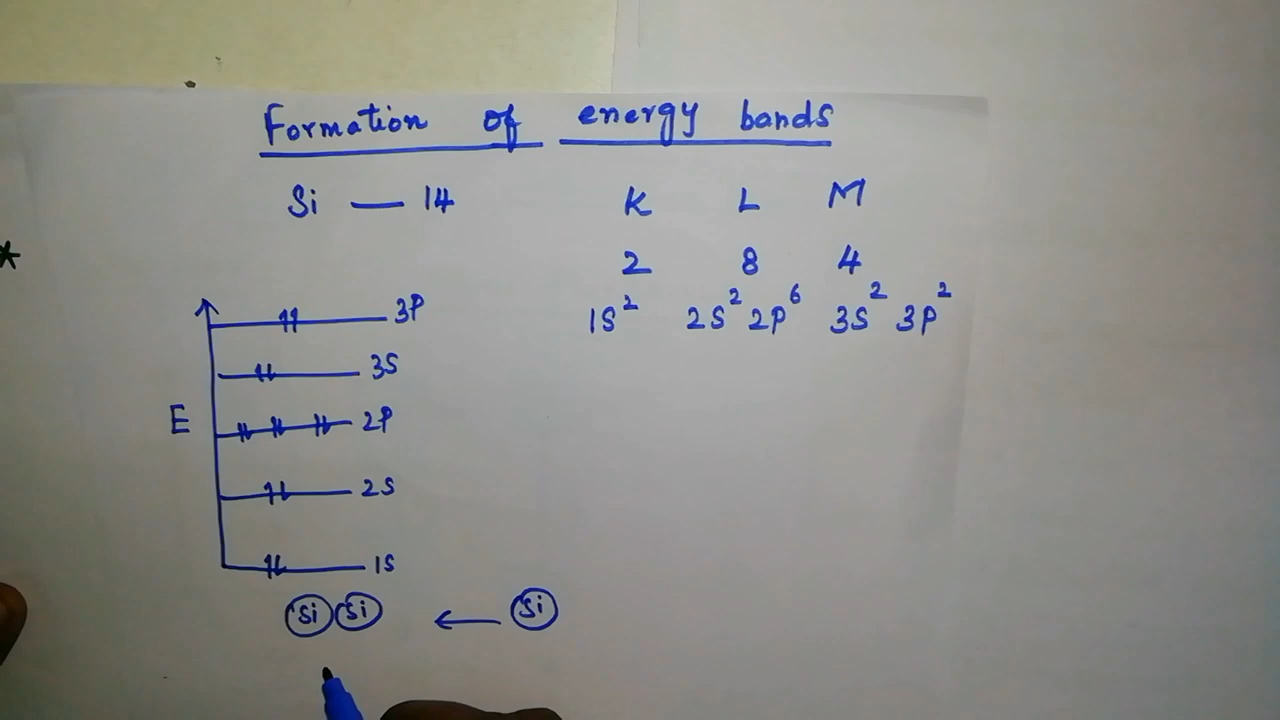 Formation of energy bands
Si — 14 K L M
2 8 4
1S² 2S² 2P⁶ 3S² 3P²
3P
3S
E 2P
2S
1S
Si Si ← Si
*